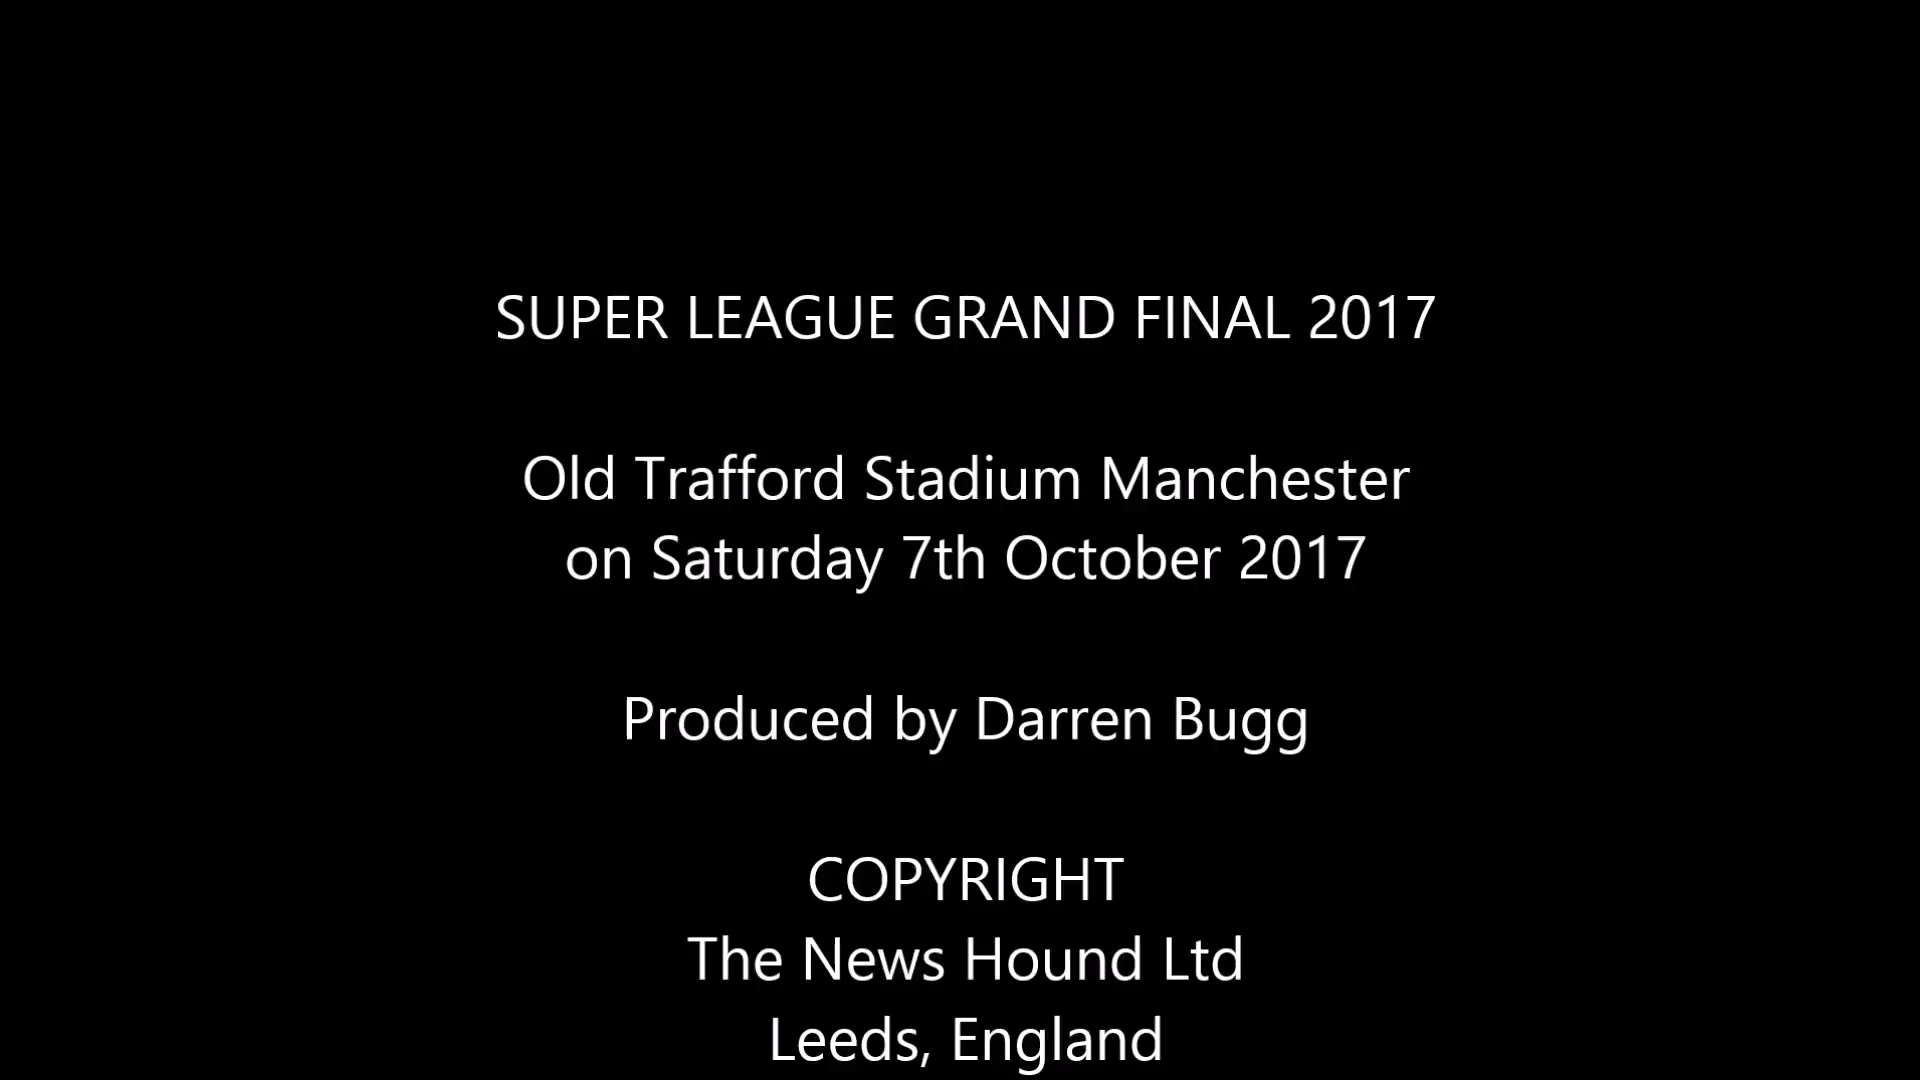 SUPER LEAGUE GRAND FINAL 2017
Old Trafford Stadium Manchester
on Saturday 7th October 2017
Produced by Darren Bugg
COPYRIGHT
The News Hound Ltd
Leeds, England